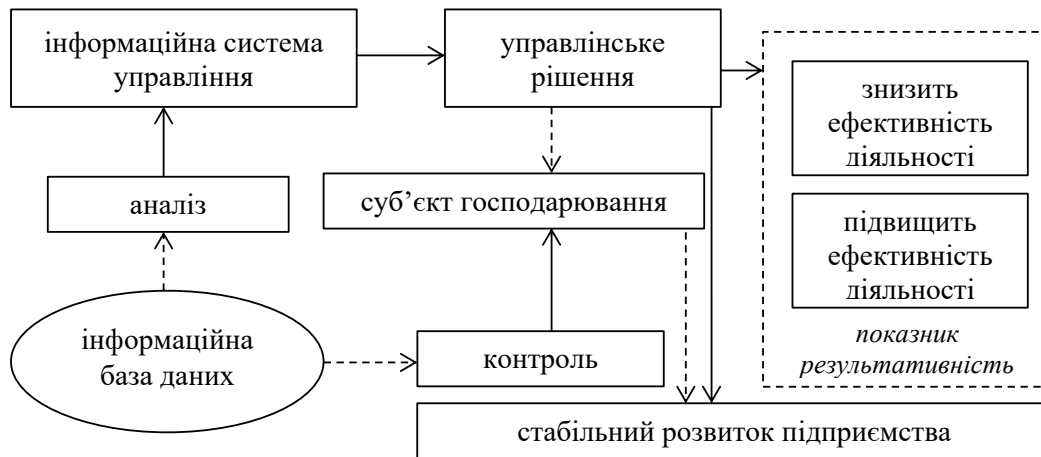 інформаційна система
управління
управлінське
рішення
знизить
ефективність
діяльності
аналіз
суб’єкт господарювання
підвищить
ефективність
діяльності
інформаційна
база даних
контроль
показник
результативність
стабільний розвиток підприємства